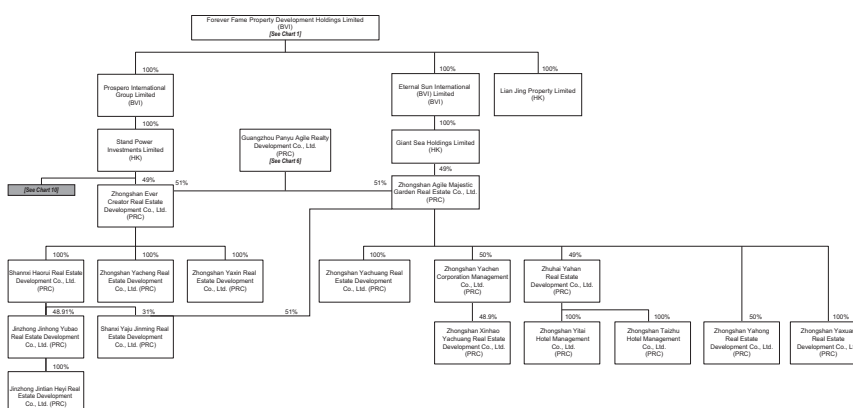 Forever Fame Property Development Holdings Limited
(BVI)
[See Chart 1]
100%
100%
100%
Prospero International
Group Limited
(BVI)
Eternal Sun International
(BVI) Limited
(BVI)
Lian Jing Property Limited
(HK)
100%
100%
Stand Power
Investments Limited
(HK)
Guangzhou Panyu Agile Realty
Development Co., Ltd.
(PRC)
[See Chart 6]
Giant Sea Holdings Limited
(HK)
49%
49%
[See Chart 10]
51%
51%
Zhongshan Ever
Creator Real Estate
Development Co., Ltd.
(PRC)
Zhongshan Agile Majestic
Garden Real Estate Co., Ltd.
(PRC)
100%
100%
100%
100%
50%
49%
Shannxi Haorui Real Estate
Development Co., Ltd.
(PRC)
Zhongshan Yacheng Real
Estate Development Co., Ltd.
(PRC)
Zhongshan Yaxin Real
Estate Development Co., Ltd.
(PRC)
Zhongshan Yachuang Real
Estate Development Co., Ltd.
(PRC)
Zhongshan Yachen
Corporation Management
Co., Ltd.
(PRC)
Zhuhai Yahan
Real Estate
Development Co., Ltd.
(PRC)
48.91%
31%
51%
48.9%
100%
100%
50%
100%
Jinzhong Jinhong Yubao
Real Estate Development
Co., Ltd. (PRC)
Shanxi Yaju Jinming Real
Estate Development
Co., Ltd. (PRC)
Zhongshan Xinhao
Yachuang Real Estate
Development Co., Ltd.
(PRC)
Zhongshan Yitai
Hotel Management
Co., Ltd.
(PRC)
Zhongshan Taizhu
Hotel Management
Co., Ltd.
(PRC)
Zhongshan Yahong
Real Estate
Development Co., Ltd.
(PRC)
Zhongshan Yaxua
Real Estate
Development Co., Lt
(PRC)
100%
Jinzhong Jintian Heyi Real
Estate Development
Co., Ltd. (PRC)